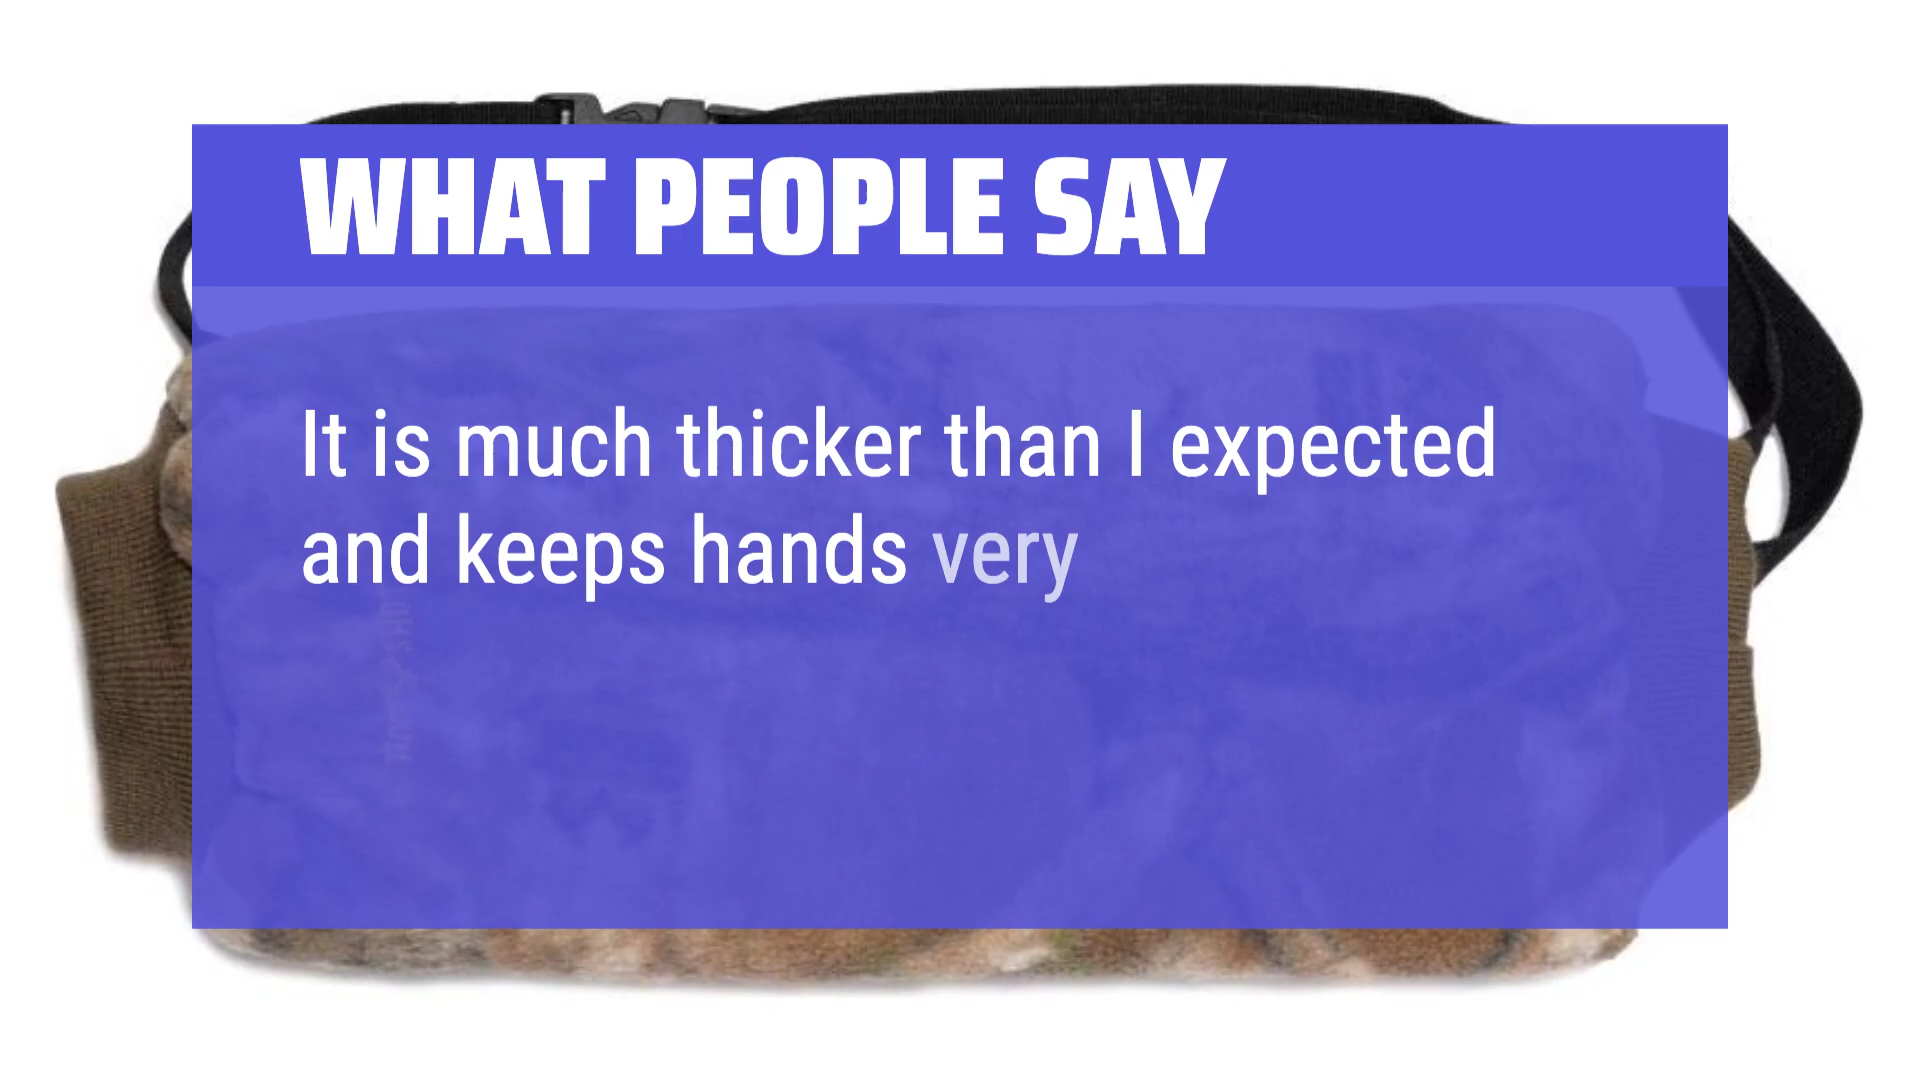 WHAT PEOPLE SAY
It is much thicker than I expected
and keeps hands very